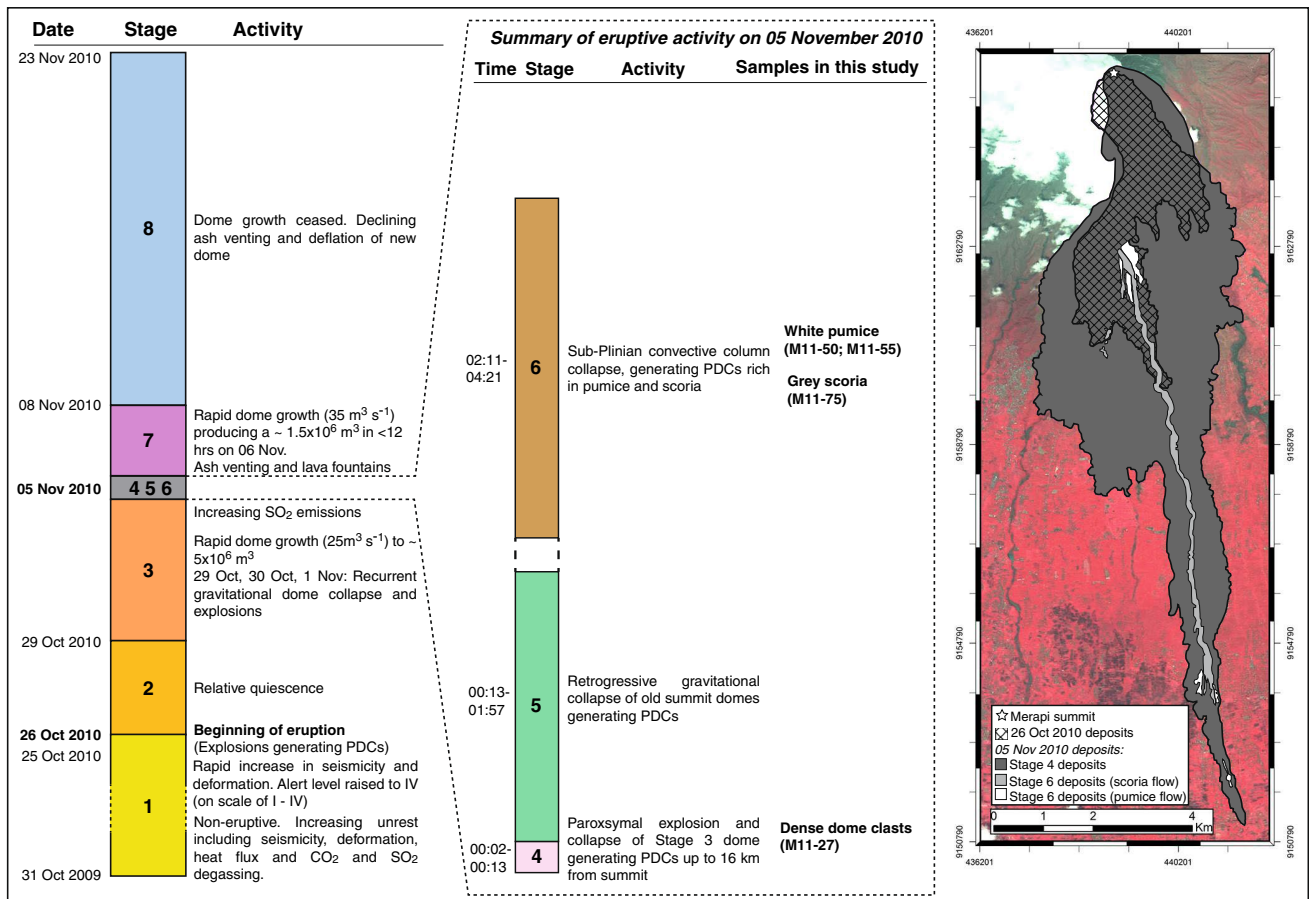 Date Stage Activity
23 Nov 2010
8
Dome growth ceased. Declining
ash venting and deflation of new
dome
08 Nov 2010
7
Rapid dome growth (35 m³ s⁻¹)
producing a ~ 1.5x10⁶ m³ in <12
hrs on 06 Nov.
Ash venting and lava fountains
05 Nov 2010
4 5 6
3
Increasing SO₂ emissions
Rapid dome growth (25m³ s⁻¹) to ~
5x10⁶ m³
29 Oct, 30 Oct, 1 Nov: Recurrent
gravitational dome collapse and
explosions
29 Oct 2010
2
Relative quiescence
26 Oct 2010
Beginning of eruption
(Explosions generating PDCs)
25 Oct 2010
1
Rapid increase in seismicity and
deformation. Alert level raised to IV
(on scale of I - IV)
Non-eruptive. Increasing unrest
including seismicity, deformation,
heat flux and CO₂ and SO₂
degassing.
31 Oct 2009
Summary of eruptive activity on 05 November 2010
Time Stage Activity Samples in this study
02:11-
04:21
6
Sub-Plinian convective column
collapse, generating PDCs rich
in pumice and scoria
White pumice
(M11-50; M11-55)
Grey scoria
(M11-75)
00:13-
01:57
5
Retrogressive gravitational
collapse of old summit domes
generating PDCs
00:02-
00:13
4
Paroxsymal explosion and
collapse of Stage 3 dome
generating PDCs up to 16 km
from summit
Dense dome clasts
(M11-27)
436201 440201
9162790 9162790
9158790 9158790
9154790 9154790
9150790 9150790
436201 440201
Merapi summit
26 Oct 2010 deposits
05 Nov 2010 deposits:
Stage 4 deposits
Stage 6 deposits (scoria flow)
Stage 6 deposits (pumice flow)
0 1 2 4
Km